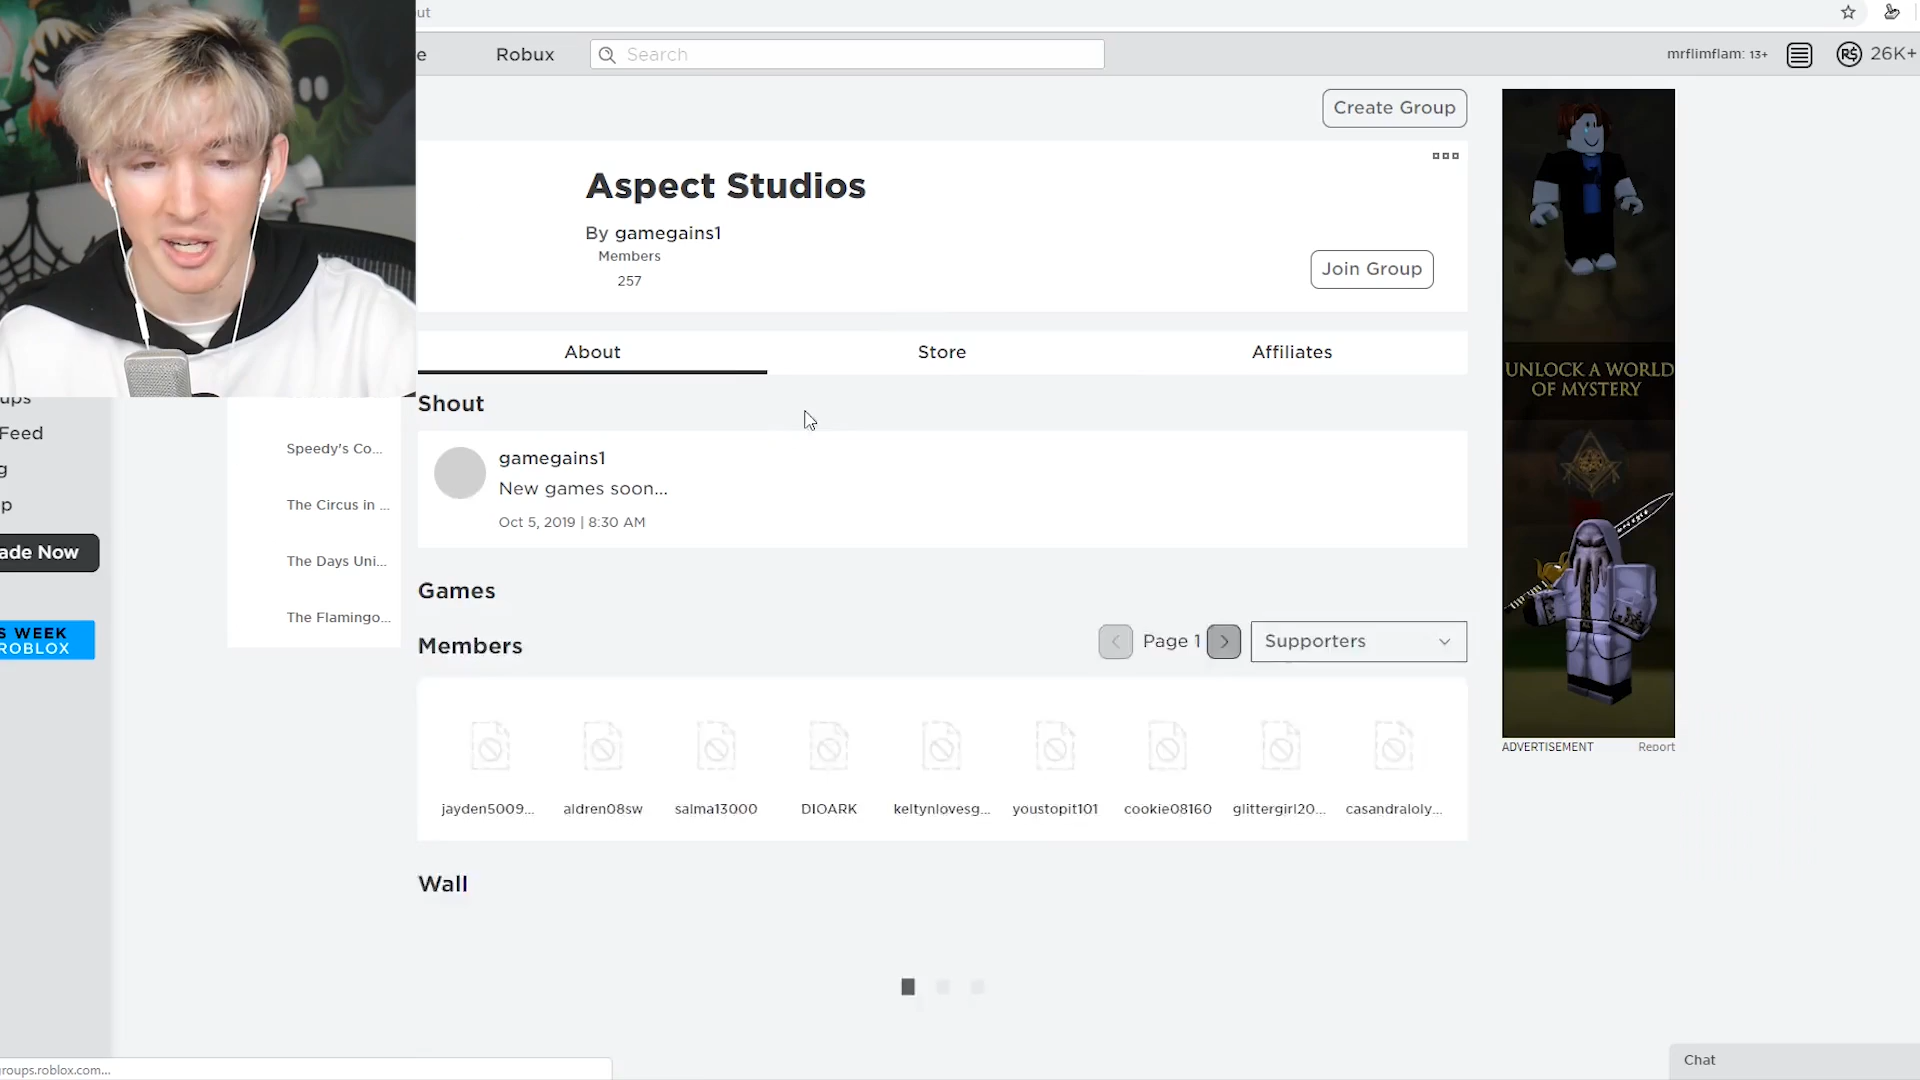 out
e
Robux
Search
mrflimflam: 13+
R$
26K+
Create Group
Aspect Studios
By gamegains1
Members
257
Join Group
About
Store
Affiliates
Shout
gamegains1
New games soon...
Oct 5, 2019 | 8:30 AM
ups
Feed
g
p
ade Now
S WEEK
ROBLOX
Speedy's Co...
The Circus in ...
The Days Uni...
The Flamingo...
Games
Members
Page 1
Supporters
jayden5009...
aldren08sw
salma13000
DIOARK
keltynlovesg...
youstopit101
cookie08160
glittergirl20...
casandraloly...
Wall
UNLOCK A WORLD
OF MYSTERY
ADVERTISEMENT
Report
Chat
roups.roblox.com...